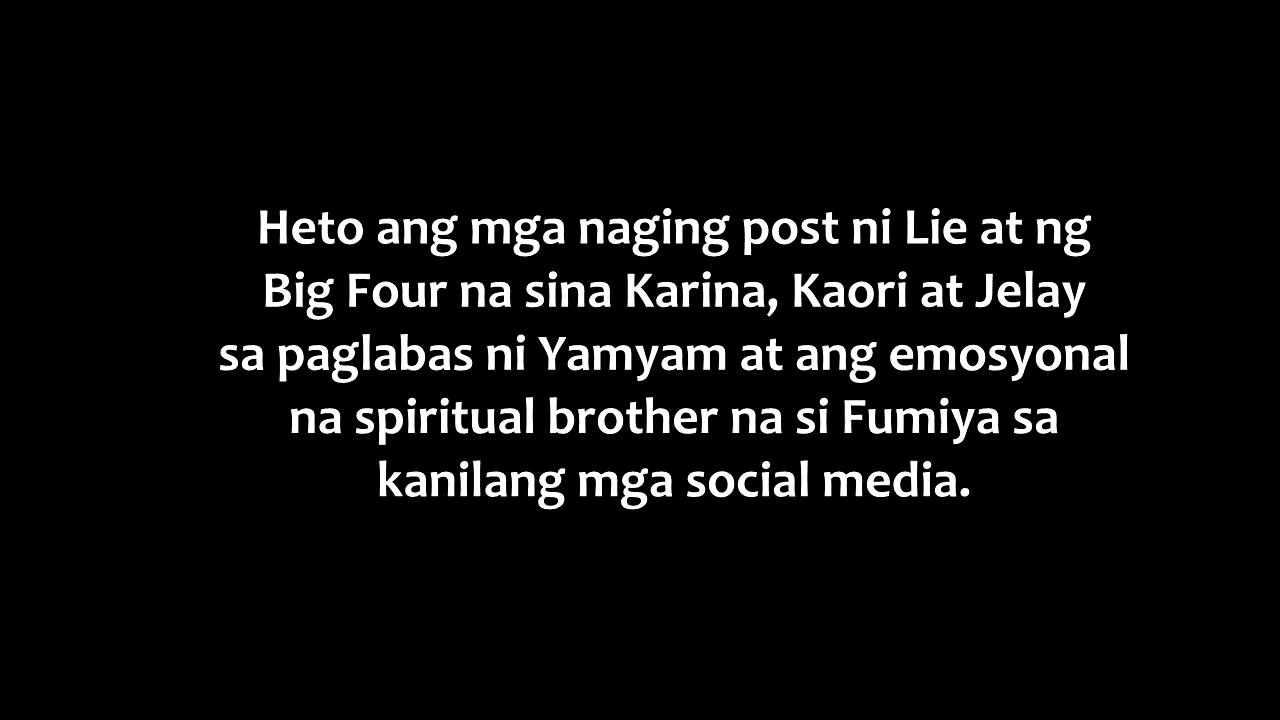 Heto ang mga naging post ni Lie at ng
Big Four na sina Karina, Kaori at Jelay
sa paglabas ni Yamyam at ang emosyonal
na spiritual brother na si Fumiya sa
kanilang mga social media.